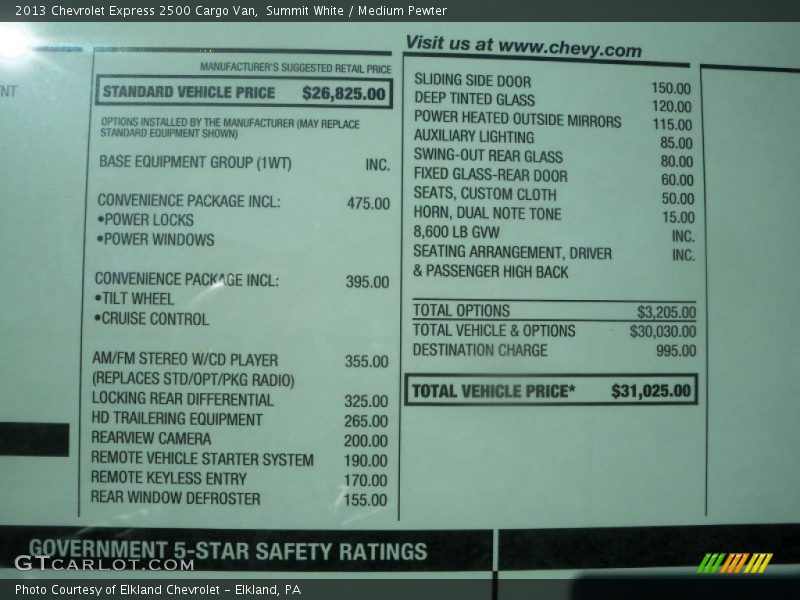 2013 Chevrolet Express 2500 Cargo Van,  Summit White / Medium Pewter
NT
MANUFACTURER'S SUGGESTED RETAIL PRICE
STANDARD VEHICLE PRICE $26,825.00
OPTIONS INSTALLED BY THE MANUFACTURER (MAY REPLACE
STANDARD EQUIPMENT SHOWN)
BASE EQUIPMENT GROUP (1WT) INC.
CONVENIENCE PACKAGE INCL: 475.00
•POWER LOCKS
•POWER WINDOWS
CONVENIENCE PACKAGE INCL: 395.00
•TILT WHEEL
•CRUISE CONTROL
AM/FM STEREO W/CD PLAYER 355.00
(REPLACES STD/OPT/PKG RADIO)
LOCKING REAR DIFFERENTIAL 325.00
HD TRAILERING EQUIPMENT 265.00
REARVIEW CAMERA 200.00
REMOTE VEHICLE STARTER SYSTEM 190.00
REMOTE KEYLESS ENTRY 170.00
REAR WINDOW DEFROSTER 155.00
Visit us at www.chevy.com
SLIDING SIDE DOOR 150.00
DEEP TINTED GLASS 120.00
POWER HEATED OUTSIDE MIRRORS 115.00
AUXILIARY LIGHTING 85.00
SWING-OUT REAR GLASS 80.00
FIXED GLASS-REAR DOOR 60.00
SEATS, CUSTOM CLOTH 50.00
HORN, DUAL NOTE TONE 15.00
8,600 LB GVW INC.
SEATING ARRANGEMENT, DRIVER INC.
& PASSENGER HIGH BACK
TOTAL OPTIONS $3,205.00
TOTAL VEHICLE & OPTIONS $30,030.00
DESTINATION CHARGE 995.00
TOTAL VEHICLE PRICE* $31,025.00
GOVERNMENT 5-STAR SAFETY RATINGS
GTCARLOT.COM
Photo Courtesy of Elkland Chevrolet - Elkland, PA